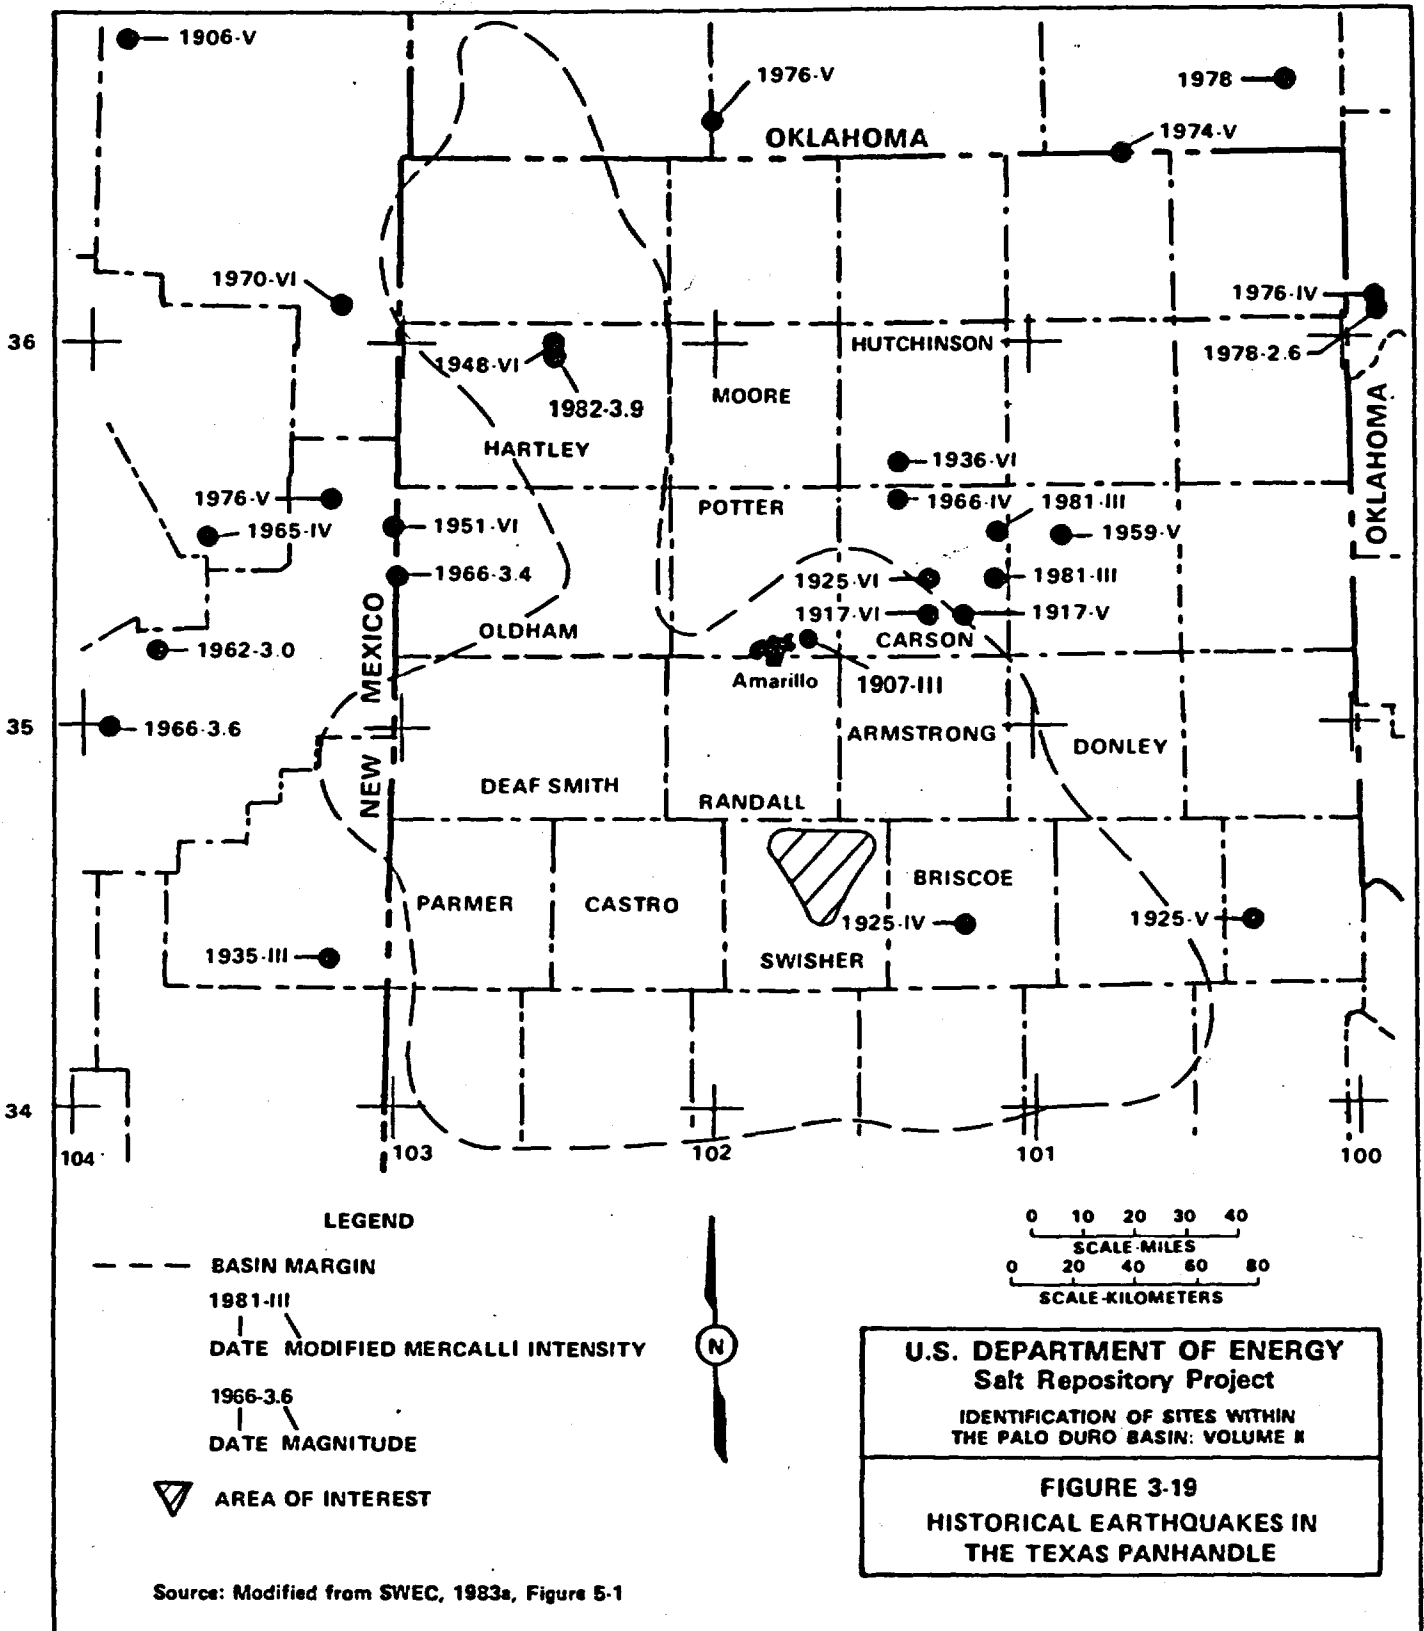 1906-V
1976-V
1978
OKLAHOMA
1974-V
1970-VI
1976-IV
36
1948-VI
HUTCHINSON
1978-2.6
1982-3.9
MOORE
OKLAHOMA
HARTLEY
1936-VI
1976-V
POTTER
1966-IV
1981-III
1965-IV
1951-VI
1959-V
1966-3.4
1925-VI
1981-III
1917-VI
1917-V
NEW MEXICO
OLDHAM
CARSON
1962-3.0
Amarillo
1907-III
35
1966-3.6
ARMSTRONG
DONLEY
DEAF SMITH
RANDALL
PARMER
CASTRO
BRISCOE
1925-IV
1925-V
1935-III
SWISHER
34
104
103
102
101
100
LEGEND
BASIN MARGIN
1981-III
DATE MODIFIED MERCALLI INTENSITY
1966-3.6
DATE MAGNITUDE
AREA OF INTEREST
N
0 10 20 30 40
SCALE-MILES
0 20 40 60 80
SCALE-KILOMETERS
U.S. DEPARTMENT OF ENERGY
Salt Repository Project
IDENTIFICATION OF SITES WITHIN
THE PALO DURO BASIN: VOLUME
FIGURE 3-19
HISTORICAL EARTHQUAKES IN
THE TEXAS PANHANDLE
Source: Modified from SWEC, 1983a, Figure 5-1